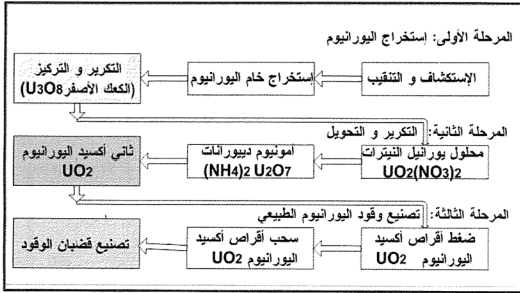 المرحلة الأولى: إستخراج اليورانيوم
الإستكشاف و التنقيب
إستخراج خام اليورانيوم
التكرير و التركيز
(الكعك الأصفر U3O8)
المرحلة الثانية: التكرير و التحويل
محلول يورانيل النيترات
UO2(NO3)2
امونيوم ديیورانات
(NH4)2 U2O7
ثاني أكسيد اليورانيوم
UO2
المرحلة الثالثة: تصنيع وقود اليورانيوم الطبيعي
ضغط أقراص أكسيد
اليورانيوم UO2
سحب أقراص أكسيد
اليورانيوم UO2
تصنيع قضبان الوقود